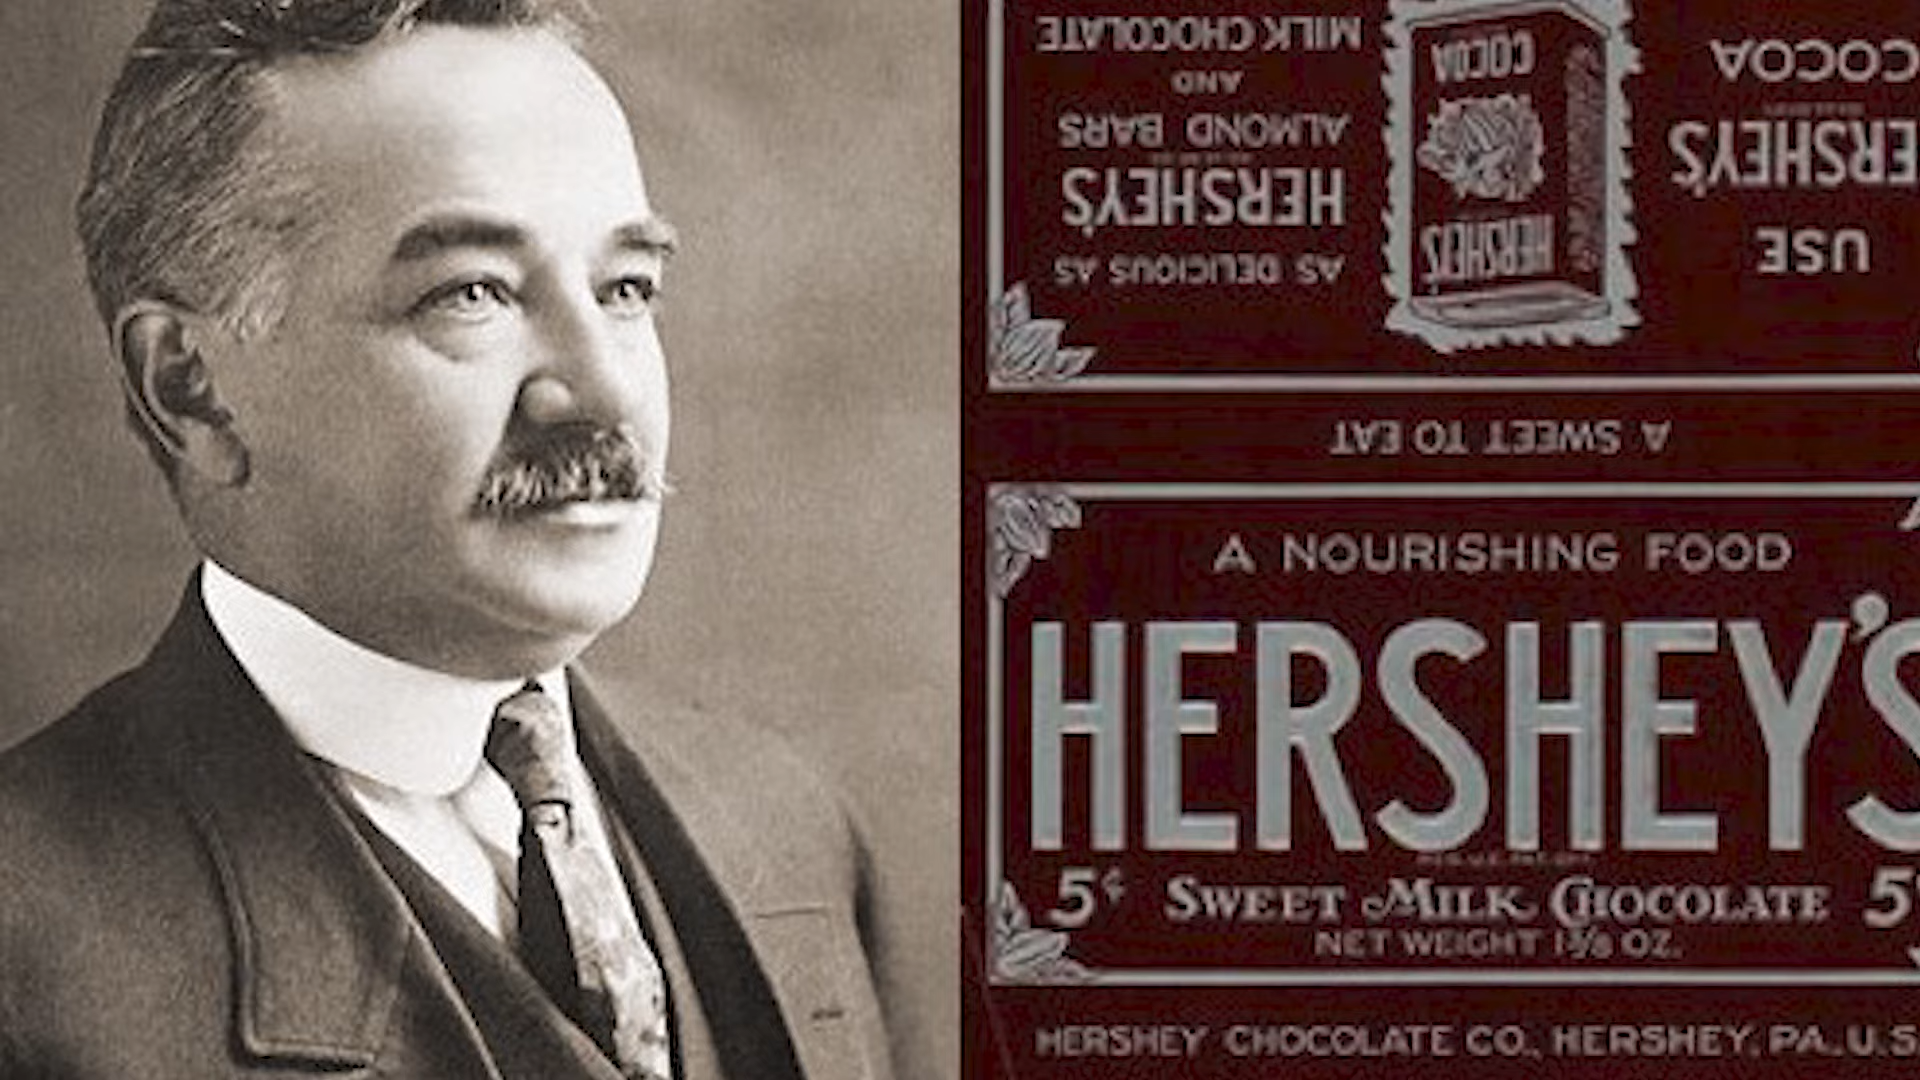 USE
HERSHEY'S
COCOA
HERSHEY'S
COCOA
AS DELICIOUS AS
HERSHEY'S
ALMOND BARS
AND
MILK CHOCOLATE
A SWEET TO EAT
A NOURISHING FOOD
HERSHEY'S
5¢ SWEET MILK CHOCOLATE 5¢
NET WEIGHT 1⅜ OZ.
HERSHEY CHOCOLATE CO., HERSHEY, PA., U.S.